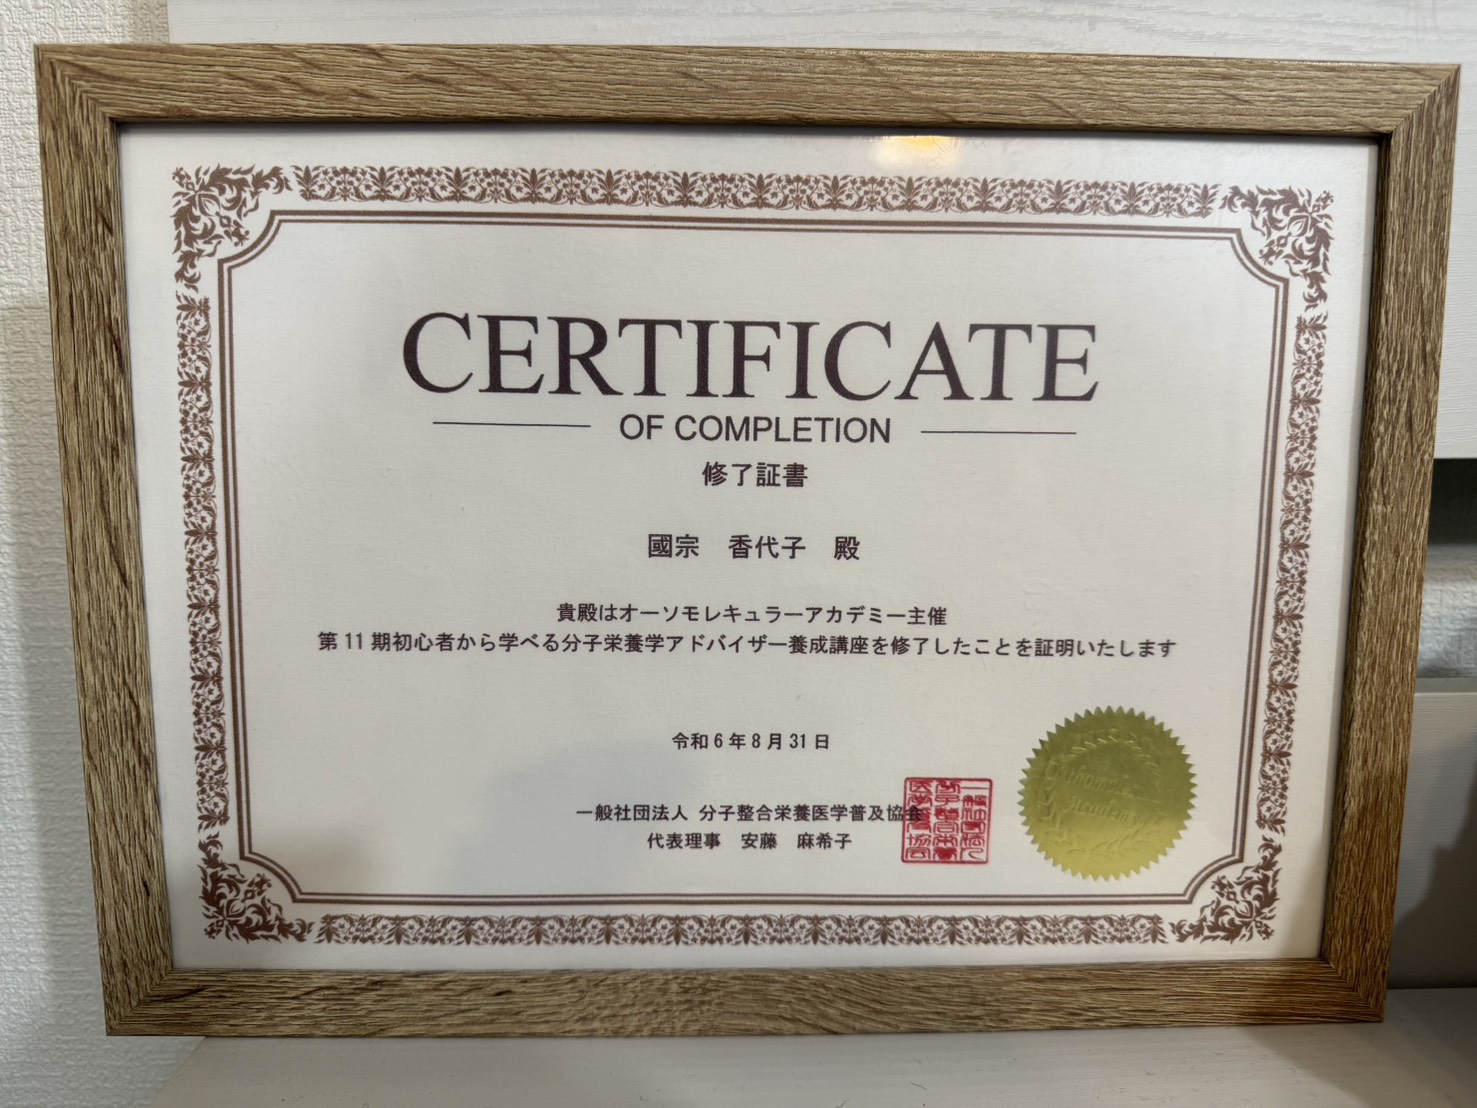 CERTIFICATE
OF COMPLETION
修了証書
國宗 香代子 殿
貴殿はオーソモレキュラーアカデミー主催
第11期初心者から学べる分子栄養学アドバイザー養成講座を修了したことを証明いたします
令和6年8月31日
一般社団法人 分子整合栄養医学普及協会
代表理事 安藤 麻希子